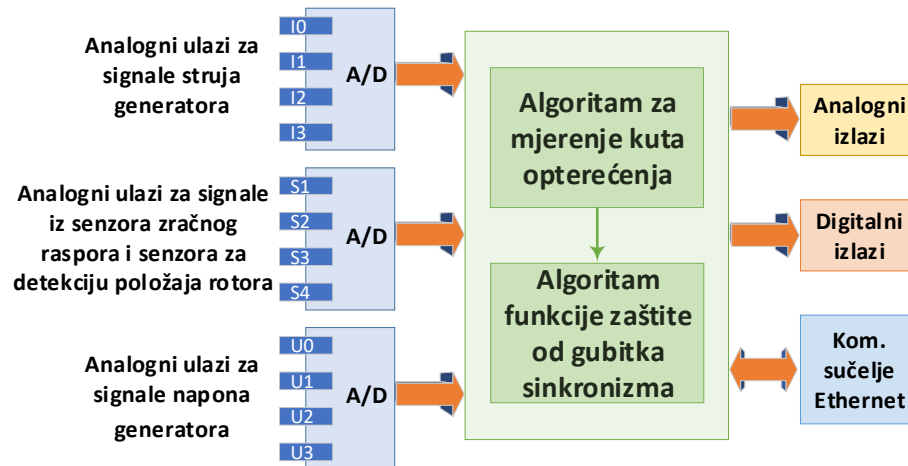 Analogni ulazi za
signale struja
generatora
I0
I1
I2
I3
A/D
Analogni ulazi za signale
iz senzora zračnog
raspora i senzora za
detekciju položaja rotora
S1
S2
S3
S4
A/D
Analogni ulazi za
signale napona
generatora
U0
U1
U2
U3
A/D
Algoritam za
mjerenje kuta
opterećenja
Algoritam
funkcije zaštite
od gubitka
sinkronizma
Analogni
izlazi
Digitalni
izlazi
Kom.
sučelje
Ethernet